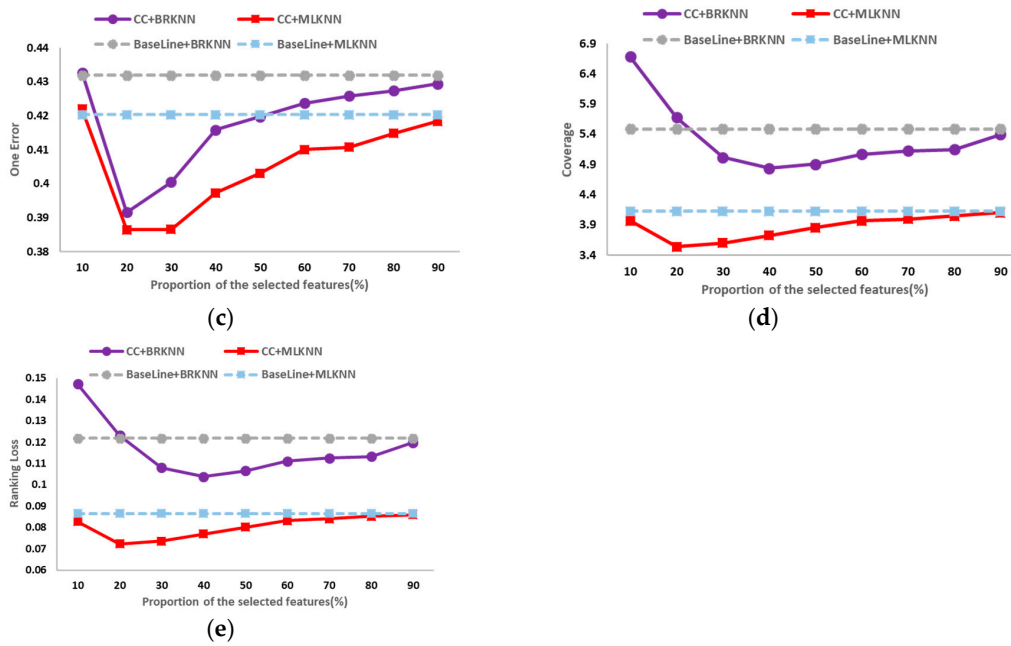 CC+BRKNN CC+MLKNN
BaseLine+BRKNN BaseLine+MLKNN
0.44
0.43
0.42
0.41
0.4
0.39
0.38
One Error
10 20 30 40 50 60 70 80 90
Proportion of the selected features(%)
(c)
CC+BRKNN CC+MLKNN
BaseLine+BRKNN BaseLine+MLKNN
6.9
6.4
5.9
5.4
4.9
4.4
3.9
3.4
Coverage
10 20 30 40 50 60 70 80 90
Proportion of the selected features(%)
(d)
CC+BRKNN CC+MLKNN
BaseLine+BRKNN BaseLine+MLKNN
0.15
0.14
0.13
0.12
0.11
0.1
0.09
0.08
0.07
0.06
Ranking Loss
10 20 30 40 50 60 70 80 90
Proportion of the selected features(%)
(e)